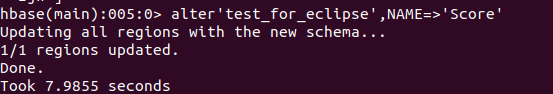 hbase(main):005:0> alter'test_for_eclipse',NAME=>'Score'
Updating all regions with the new schema...
1/1 regions updated.
Done.
Took 7.9855 seconds